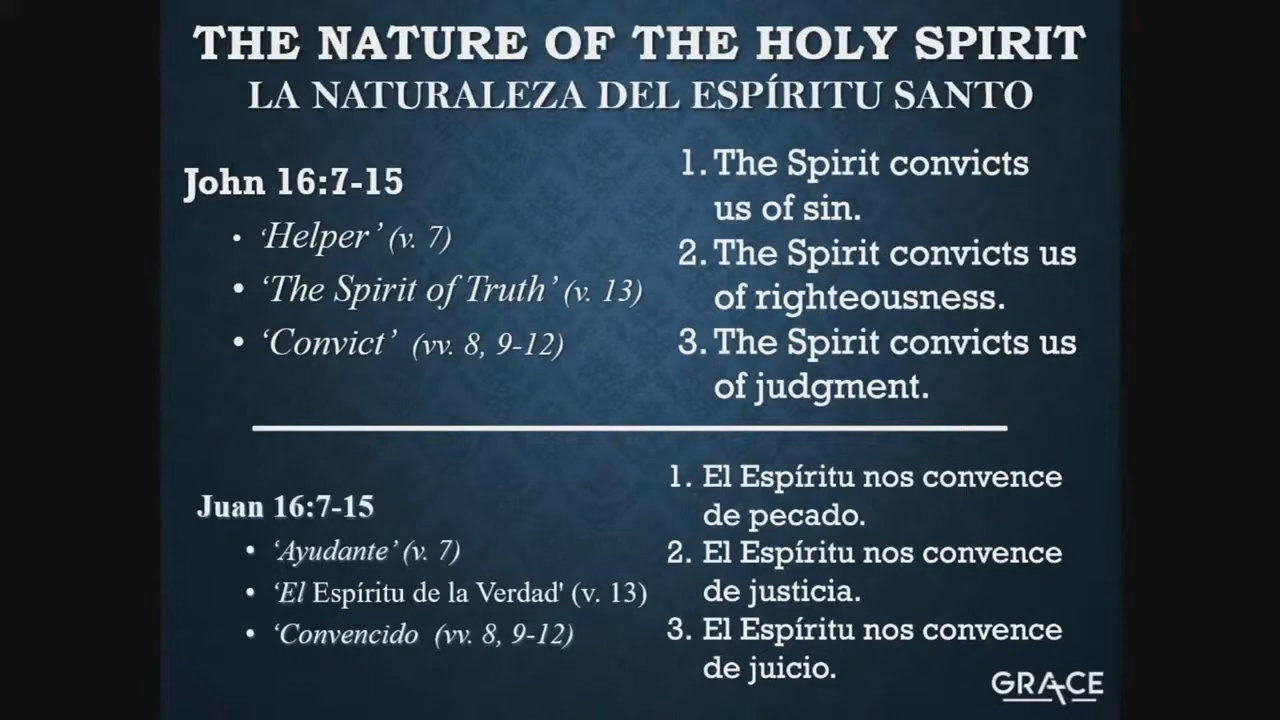 THE NATURE OF THE HOLY SPIRIT
LA NATURALEZA DEL ESPÍRITU SANTO
John 16:7-15
• ‘Helper’ (v. 7)
• ‘The Spirit of Truth’ (v. 13)
• ‘Convict’ (vv. 8, 9-12)
1. The Spirit convicts
us of sin.
2. The Spirit convicts us
of righteousness.
3. The Spirit convicts us
of judgment.
Juan 16:7-15
• ‘Ayudante’ (v. 7)
• ‘El Espíritu de la Verdad' (v. 13)
• ‘Convencido (vv. 8, 9-12)
1. El Espíritu nos convence
de pecado.
2. El Espíritu nos convence
de justicia.
3. El Espíritu nos convence
de juicio.
GRACE